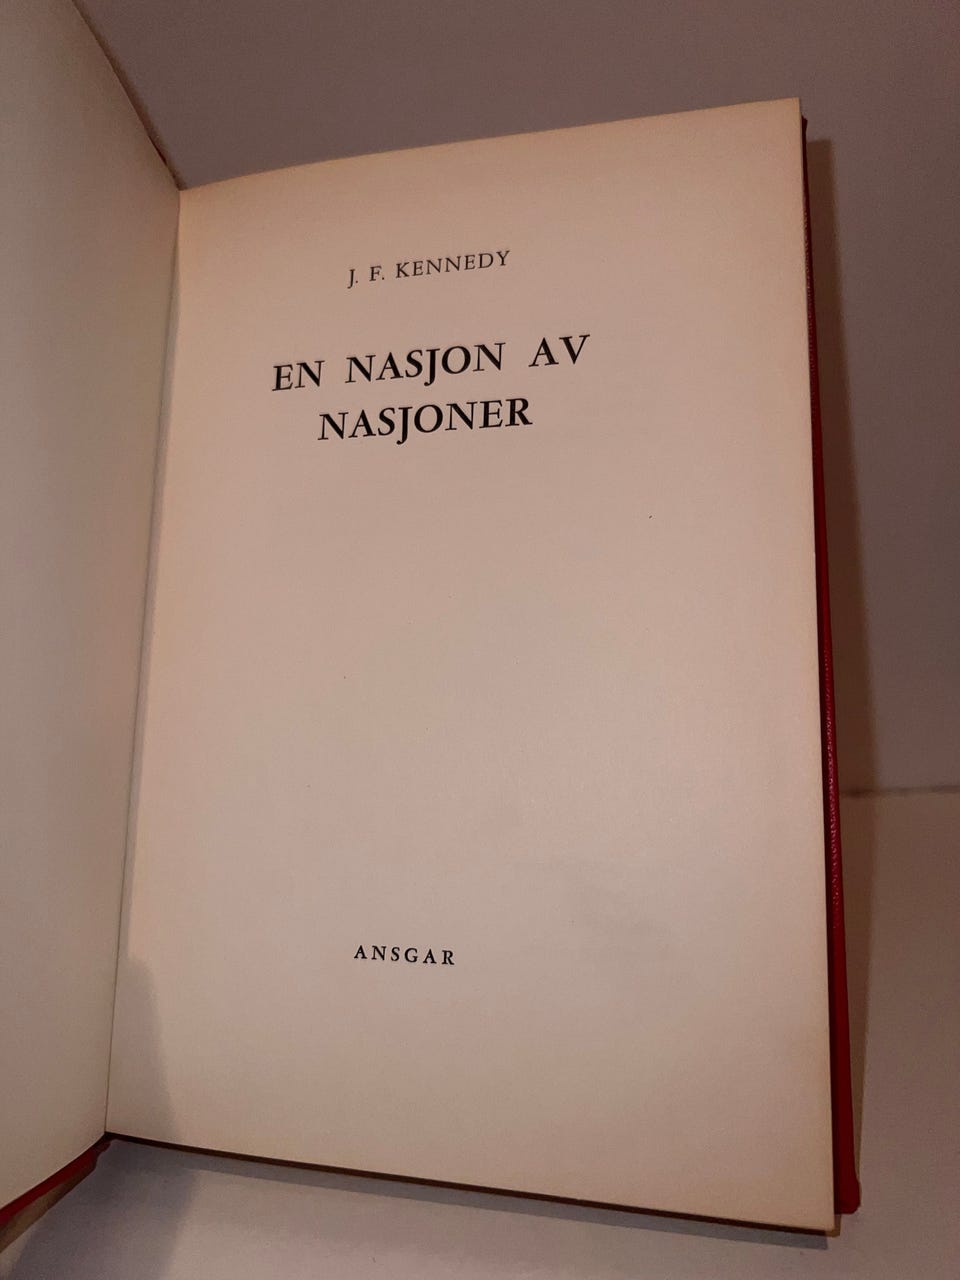 J. F. KENNEDY
EN NASJON AV
NASJONER
ANSGAR